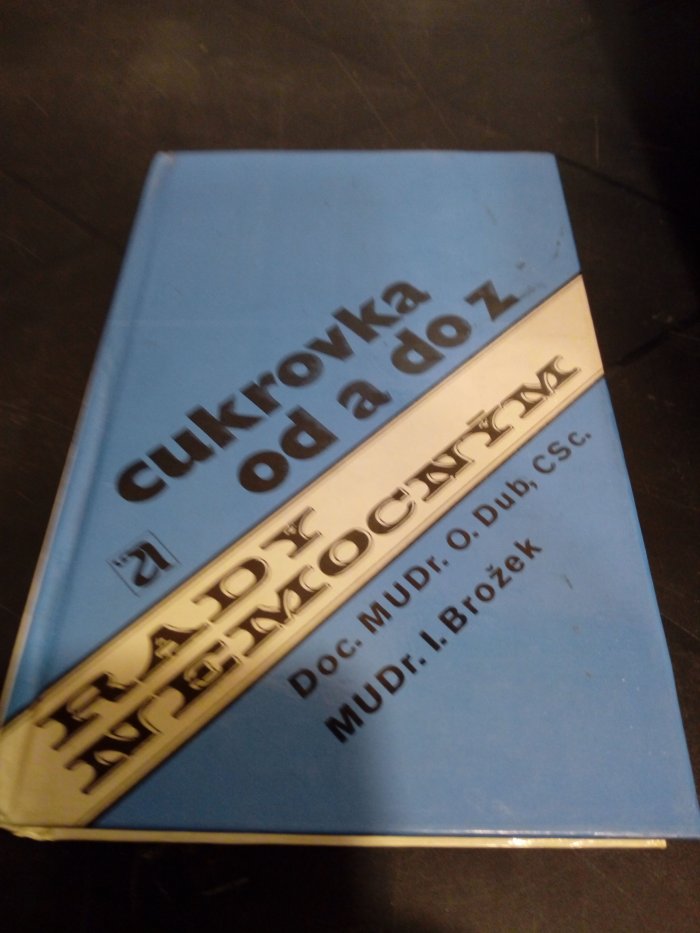 cukrovka
od a do z
RADY
NEMOCNÝM
Doc. MUDr. O. Dub, CSc.
MUDr. I. Brožek